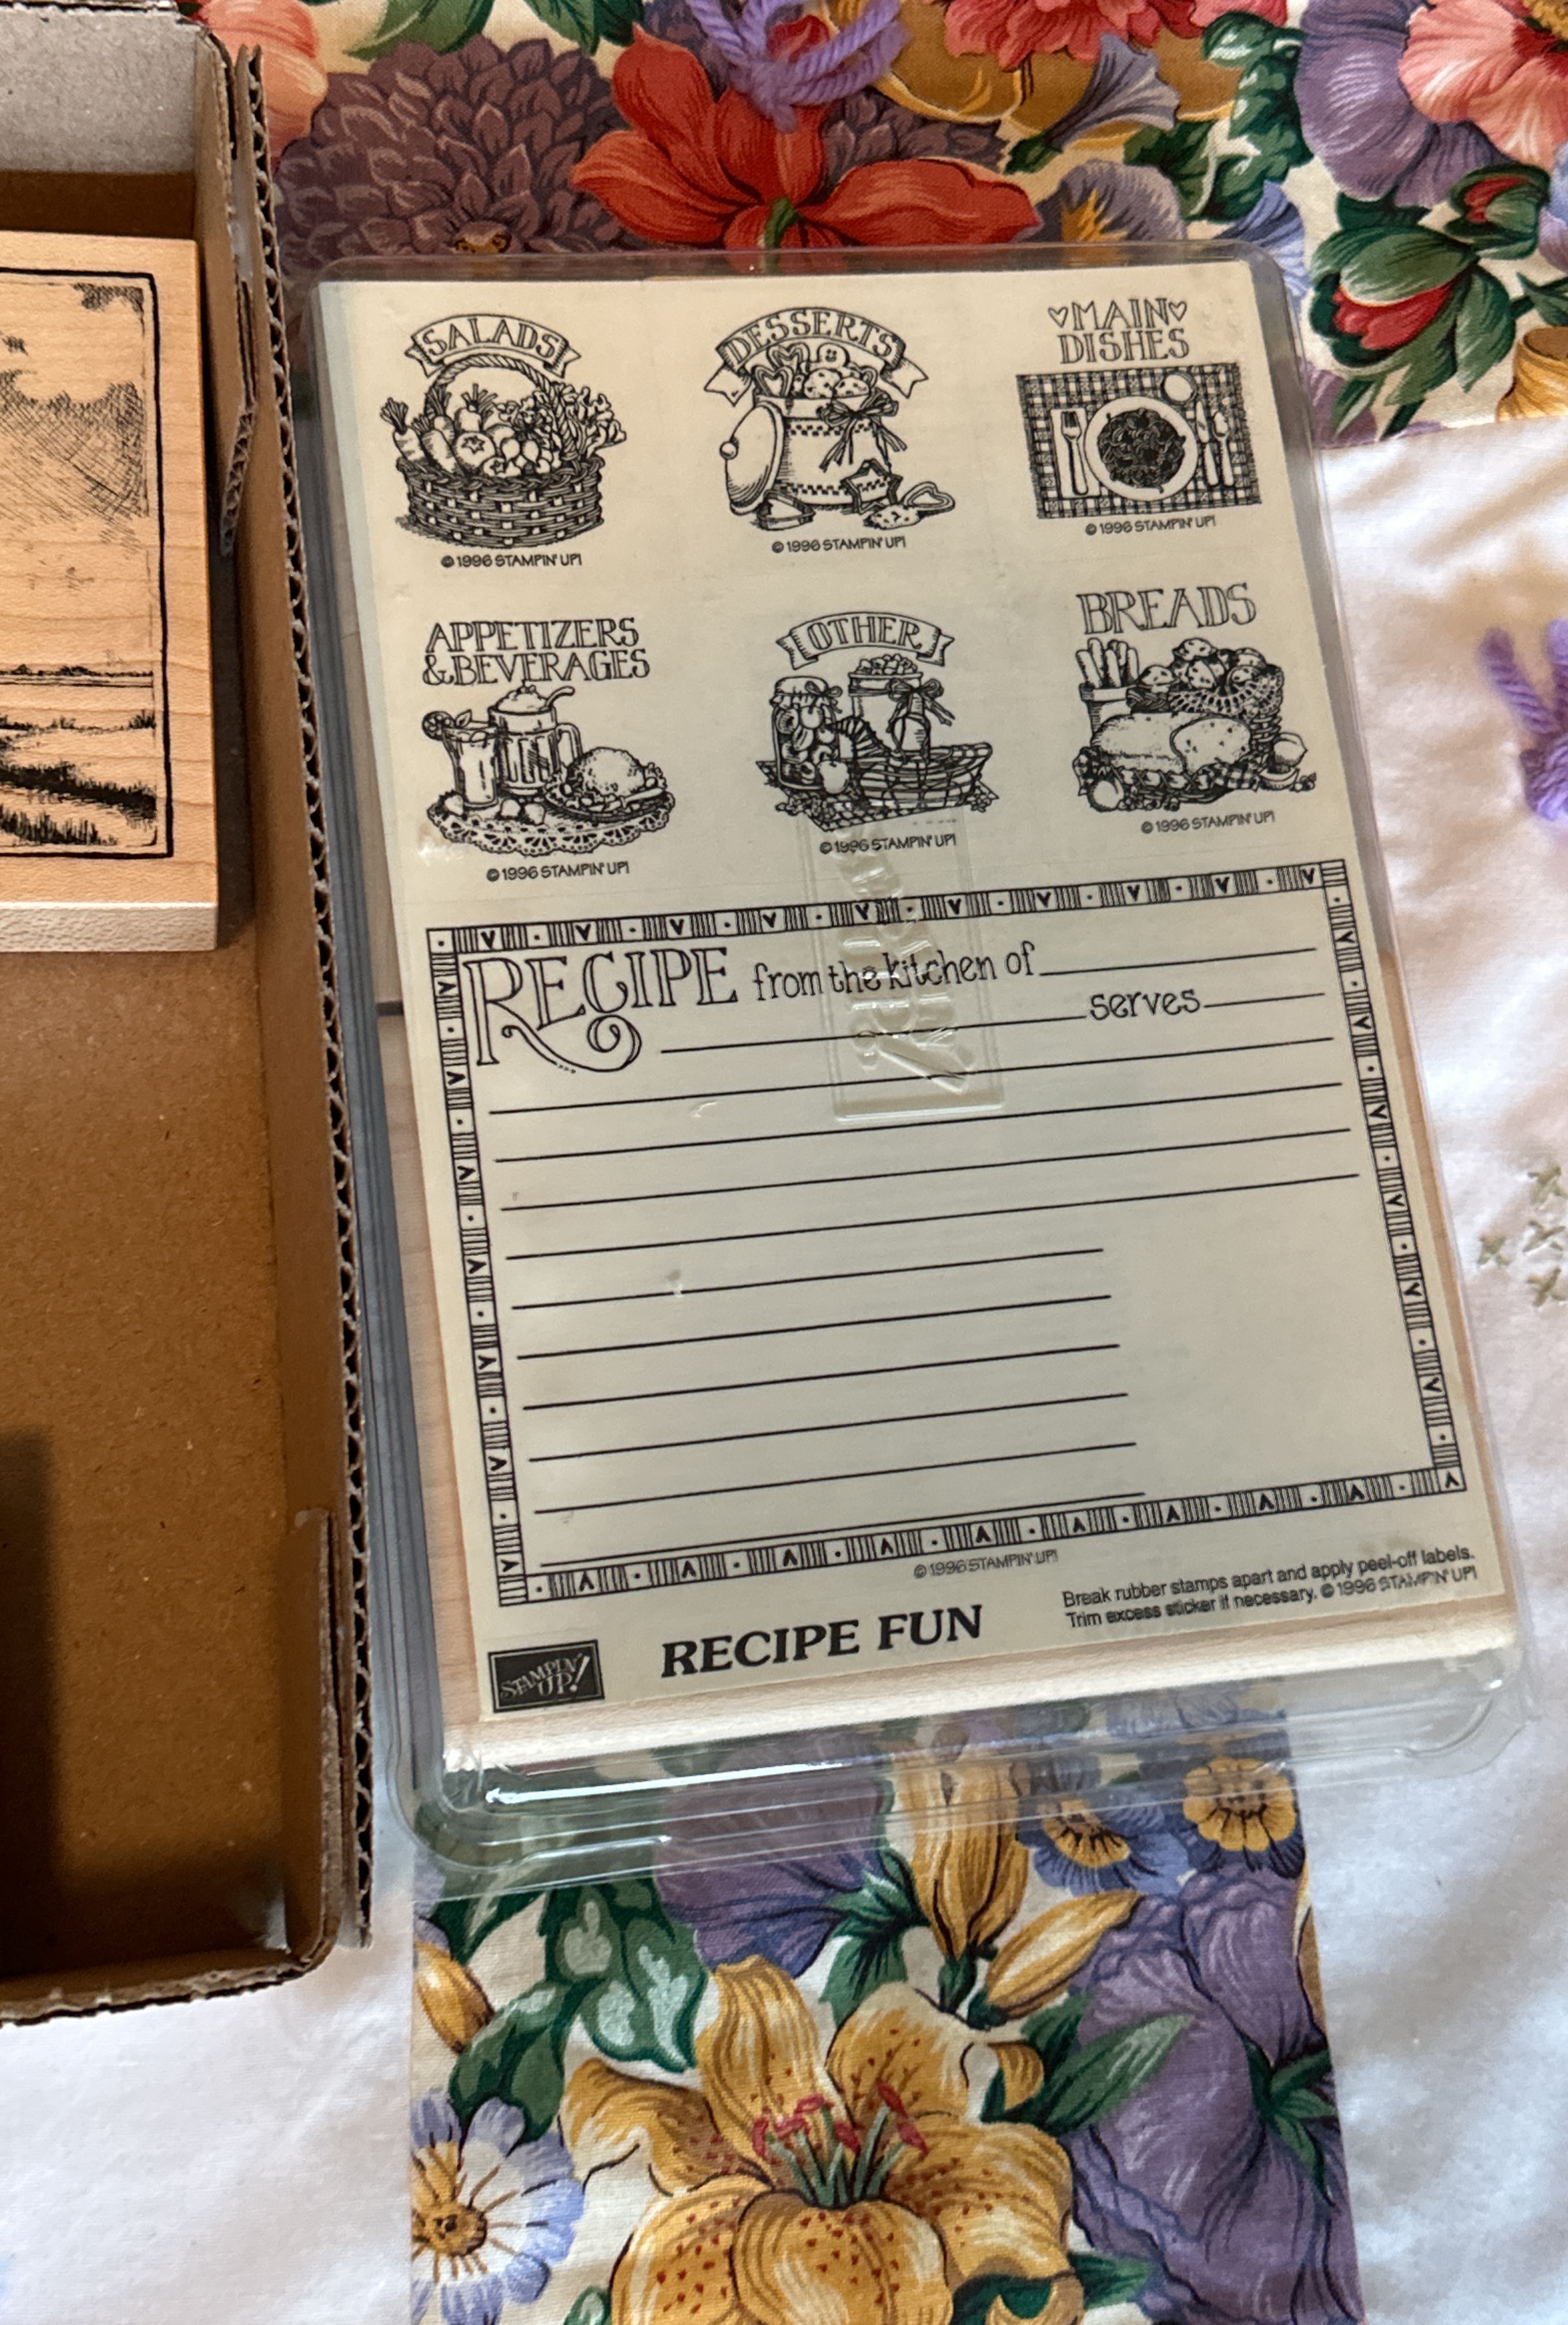 SALADS
© 1996 STAMPIN' UP!
DESSERTS
© 1996 STAMPIN' UP!
MAIN
DISHES
© 1996 STAMPIN' UP!
APPETIZERS
& BEVERAGES
© 1996 STAMPIN' UP!
OTHER
© 1996 STAMPIN' UP!
BREADS
© 1996 STAMPIN' UP!
RECIPE from the kitchen of
serves
© 1996 STAMPIN' UP!
STAMPIN'
UP!
RECIPE FUN
Break rubber stamps apart and apply peel-off labels.
Trim excess sticker if necessary. © 1996 STAMPIN' UP!